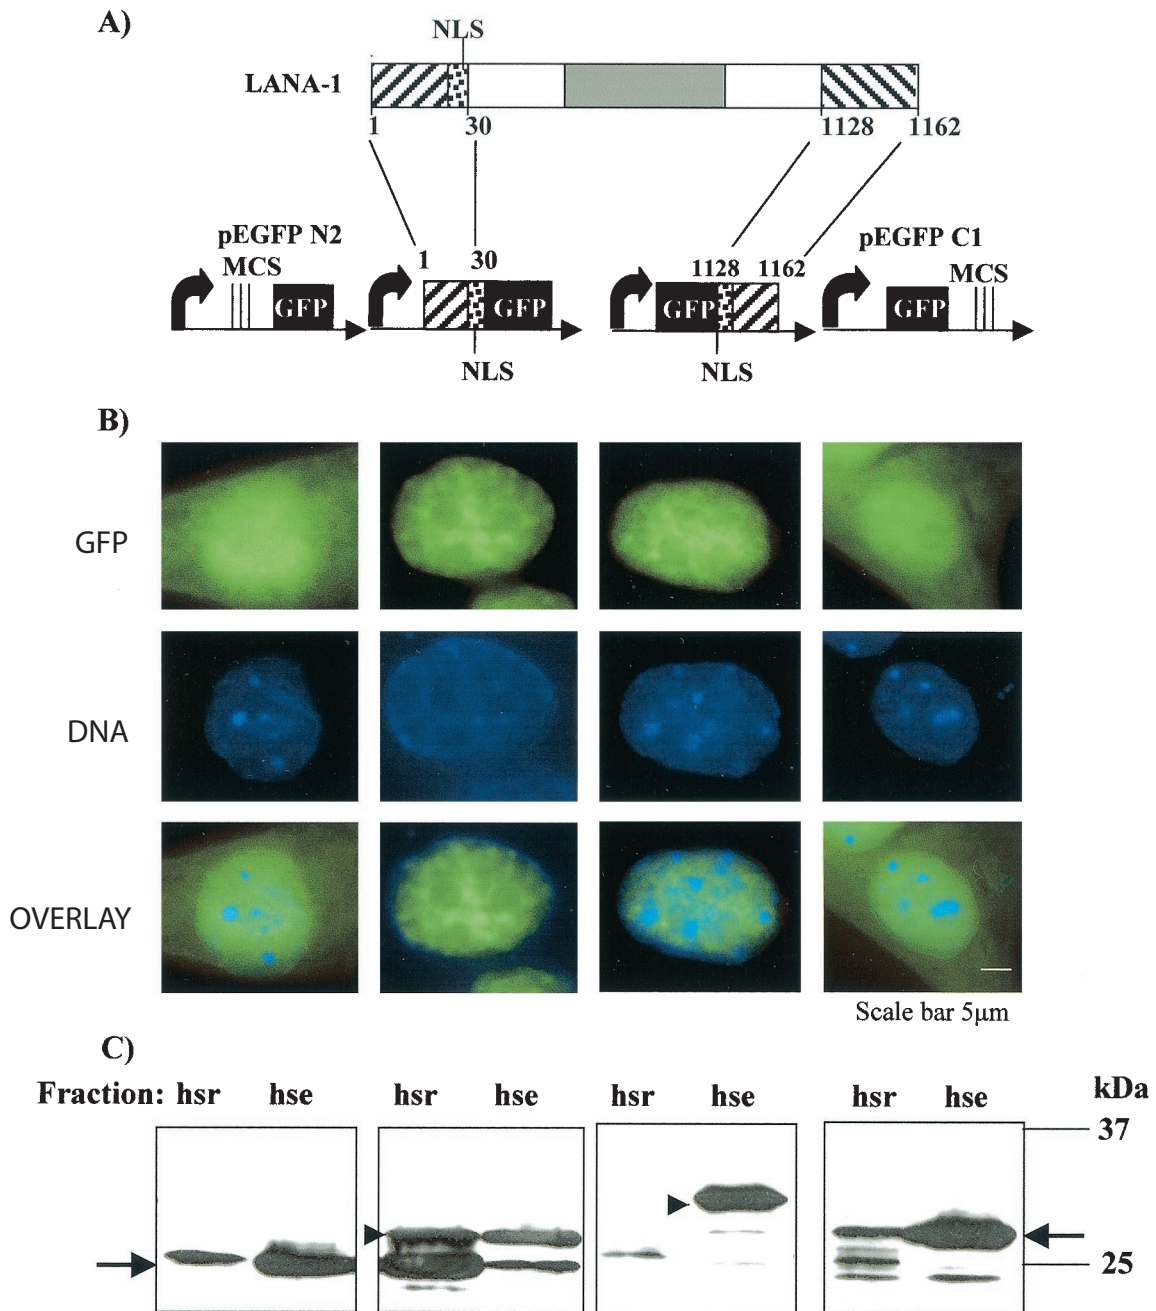 A)
NLS
LANA-1
1 30 1128 1162
pEGFP N2
MCS
GFP
1 30
GFP
NLS
1128 1162
GFP
NLS
pEGFP C1
MCS
GFP
B)
GFP
DNA
OVERLAY
Scale bar 5μm
C)
Fraction: hsr hse hsr hse hsr hse hsr hse kDa
37
25